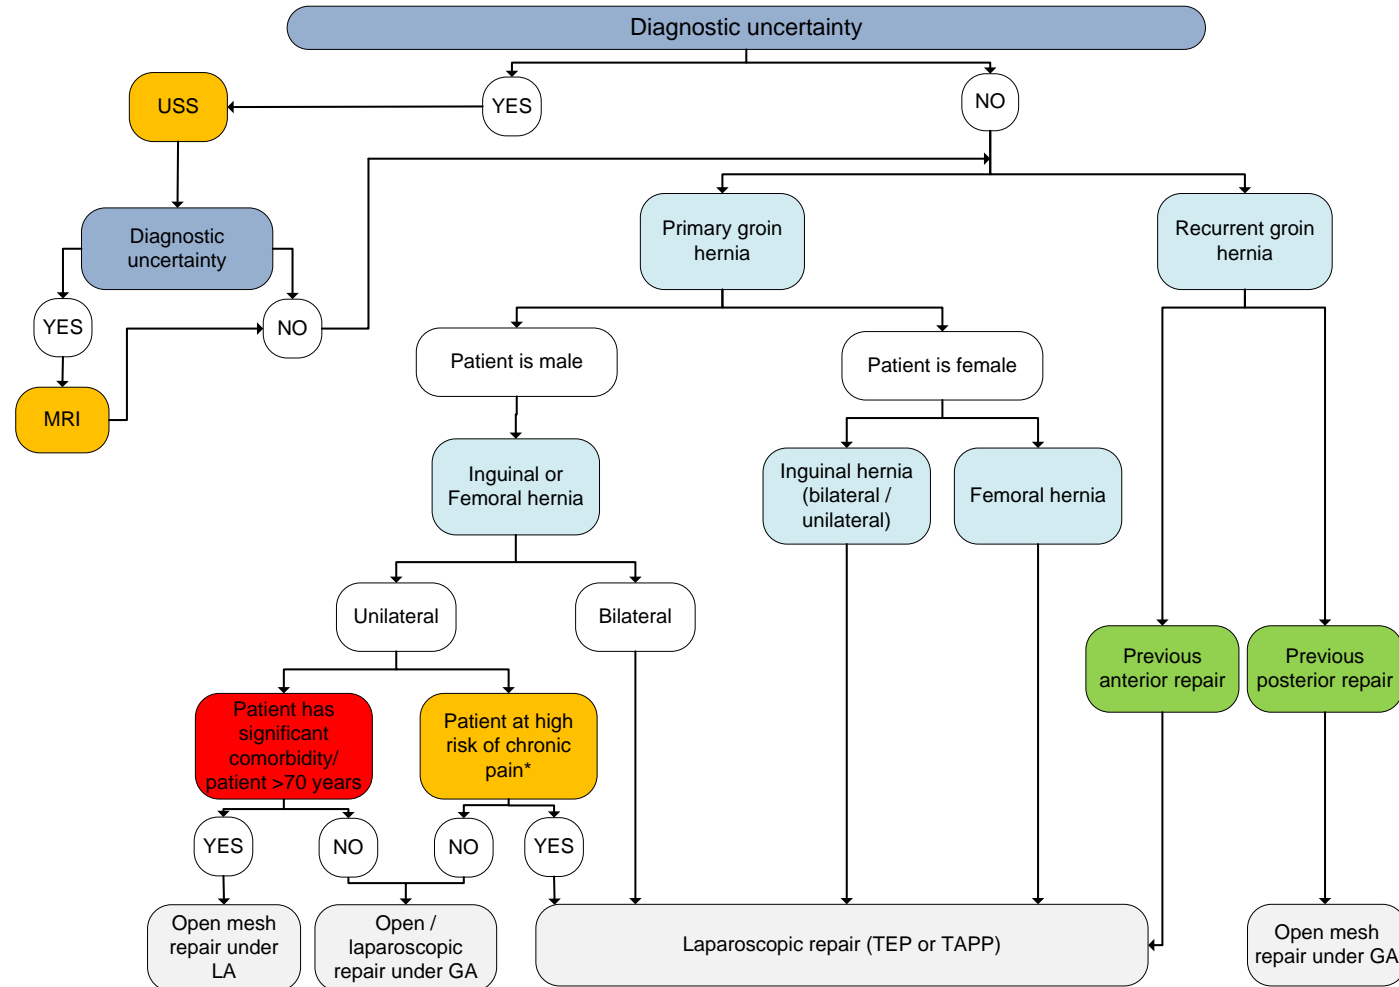 Diagnostic uncertainty
USS
YES
NO
Diagnostic
uncertainty
Primary groin
hernia
Recurrent groin
hernia
YES
NO
Patient is male
Patient is female
MRI
Inguinal or
Femoral hernia
Inguinal hernia
(bilateral /
unilateral)
Femoral hernia
Unilateral
Bilateral
Previous
anterior repair
Previous
posterior repair
Patient has
significant
comorbidity/
patient >70 years
Patient at high
risk of chronic
pain*
YES
NO
NO
YES
Open mesh
repair under
LA
Open /
laparoscopic
repair under GA
Laparoscopic repair (TEP or TAPP)
Open mesh
repair under GA